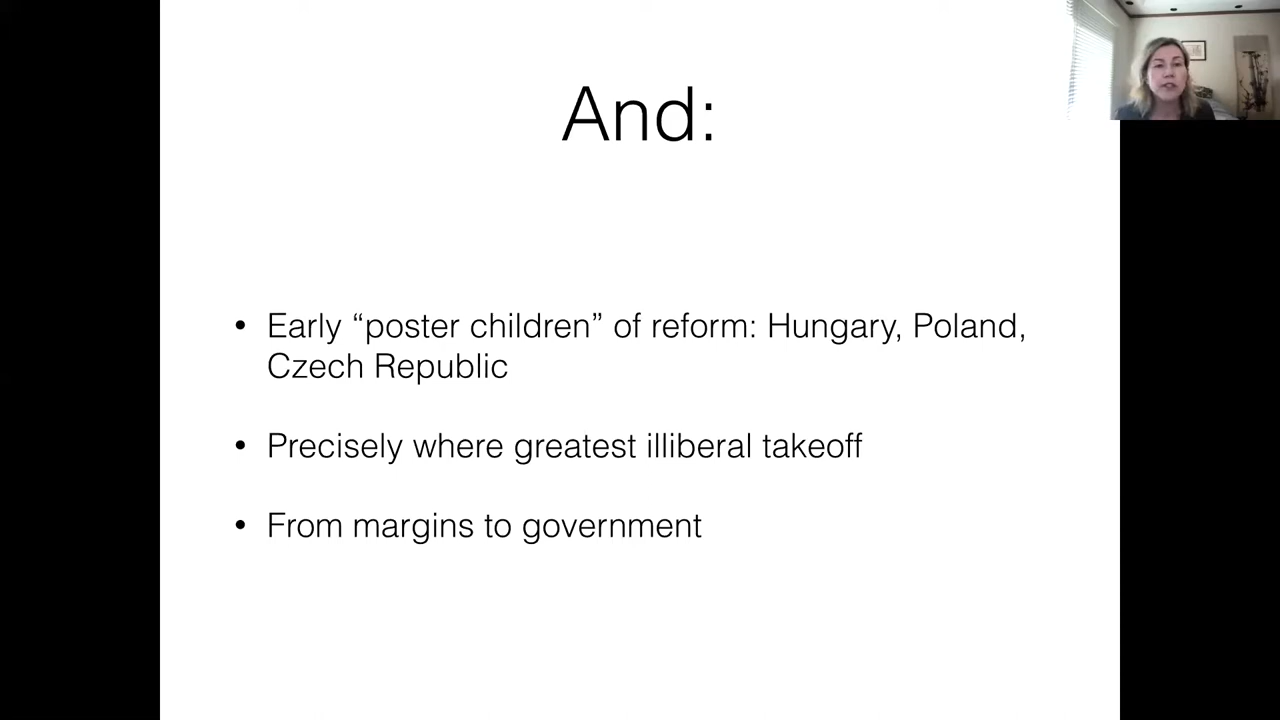 And:
• Early “poster children” of reform: Hungary, Poland,
Czech Republic
• Precisely where greatest illiberal takeoff
• From margins to government